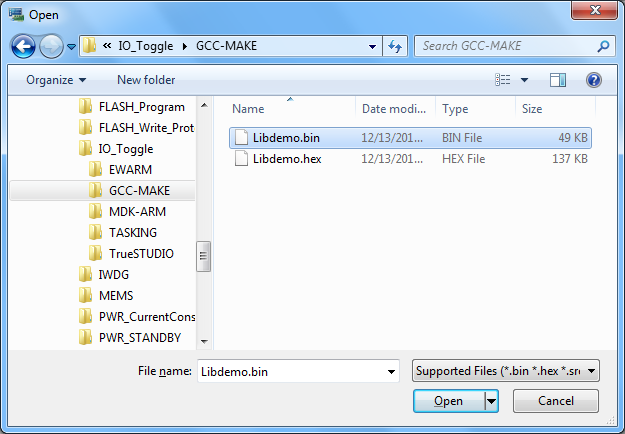 Open
« IO_Toggle GCC-MAKE
Search GCC-MAKE
Organize New folder
FLASH_Program
FLASH_Write_Prot
IO_Toggle
EWARM
GCC-MAKE
MDK-ARM
TASKING
TrueSTUDIO
IWDG
MEMS
PWR_CurrentCons
PWR_STANDBY
Name Date modi... Type Size
Libdemo.bin 12/13/201... BIN File 49 KB
Libdemo.hex 12/13/201... HEX File 137 KB
File name: Libdemo.bin
Supported Files (*.bin *.hex *.sr
Open Cancel